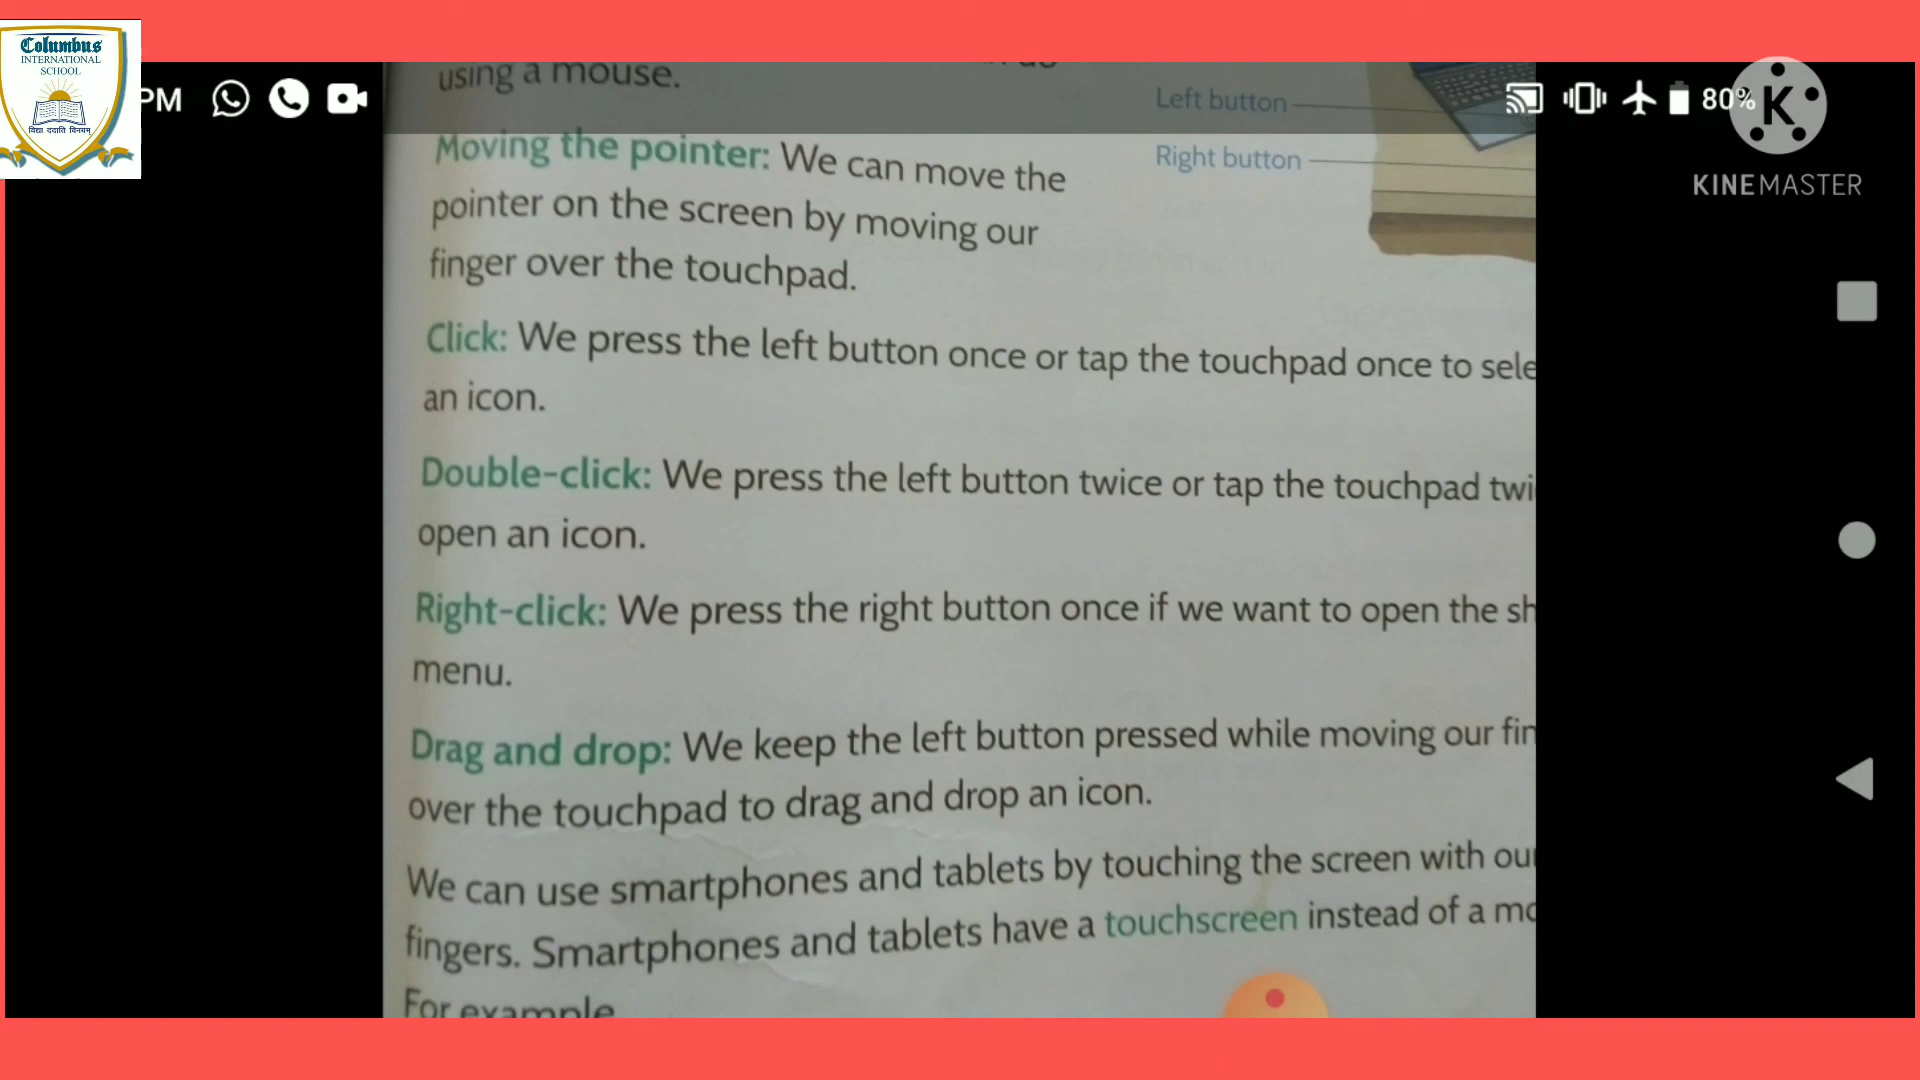 Columbus
INTERNATIONAL
SCHOOL
विद्या ददाति विनयम्
PM
80%
KINEMASTER
using a mouse.
Left button
Right button
Moving the pointer: We can move the
pointer on the screen by moving our
finger over the touchpad.
Click: We press the left button once or tap the touchpad once to sele
an icon.
Double-click: We press the left button twice or tap the touchpad twi
open an icon.
Right-click: We press the right button once if we want to open the sh
menu.
Drag and drop: We keep the left button pressed while moving our fin
over the touchpad to drag and drop an icon.
We can use smartphones and tablets by touching the screen with our
fingers. Smartphones and tablets have a touchscreen instead of a mo
For example